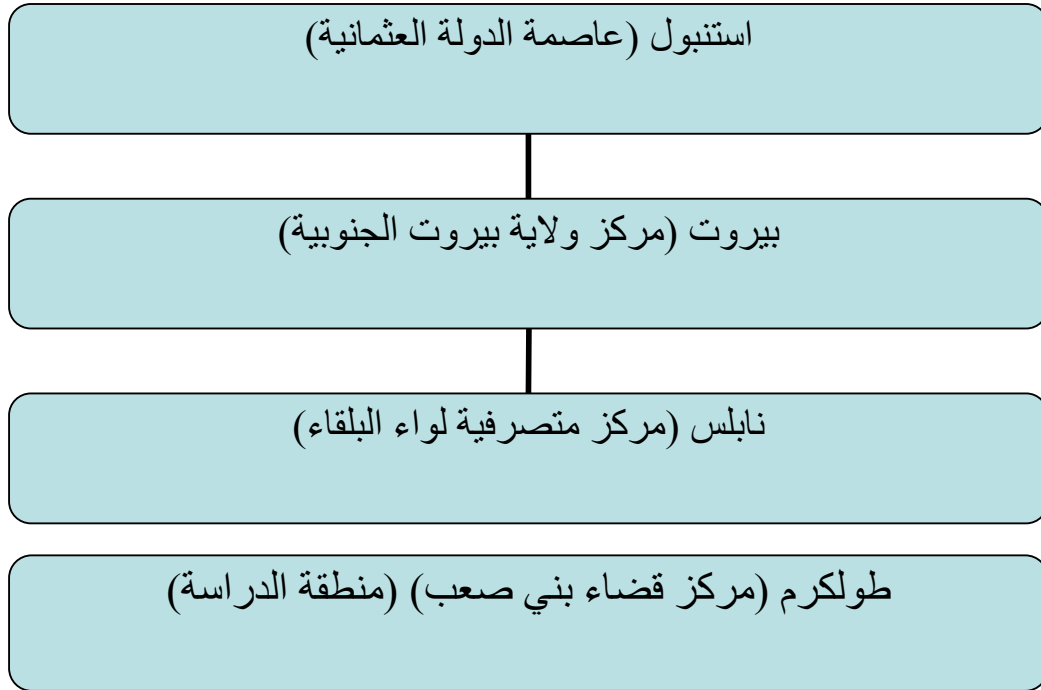 استنبول (عاصمة الدولة العثمانية)
بيروت (مركز ولاية بيروت الجنوبية)
نابلس (مركز متصرفية لواء البلقاء)
طولكرم (مركز قضاء بني صعب) (منطقة الدراسة)